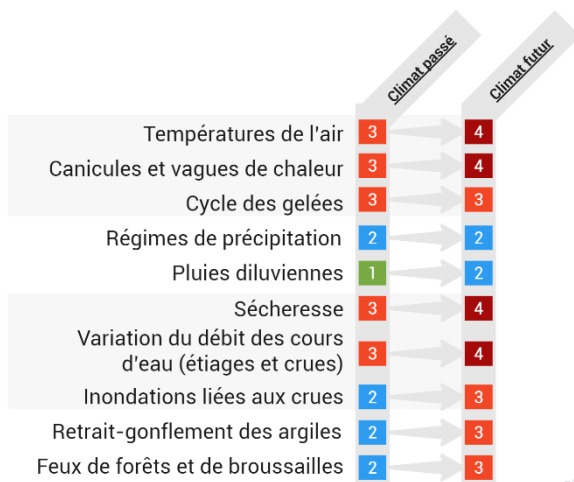 Climat passé Climat futur
Températures de l'air 3 4
Canicules et vagues de chaleur 3 4
Cycle des gelées 3 3
Régimes de précipitation 2 2
Pluies diluviennes 1 2
Sécheresse 3 4
Variation du débit des cours
d'eau (étiages et crues) 3 4
Inondations liées aux crues 2 3
Retrait-gonflement des argiles 2 3
Feux de forêts et de broussailles 2 3